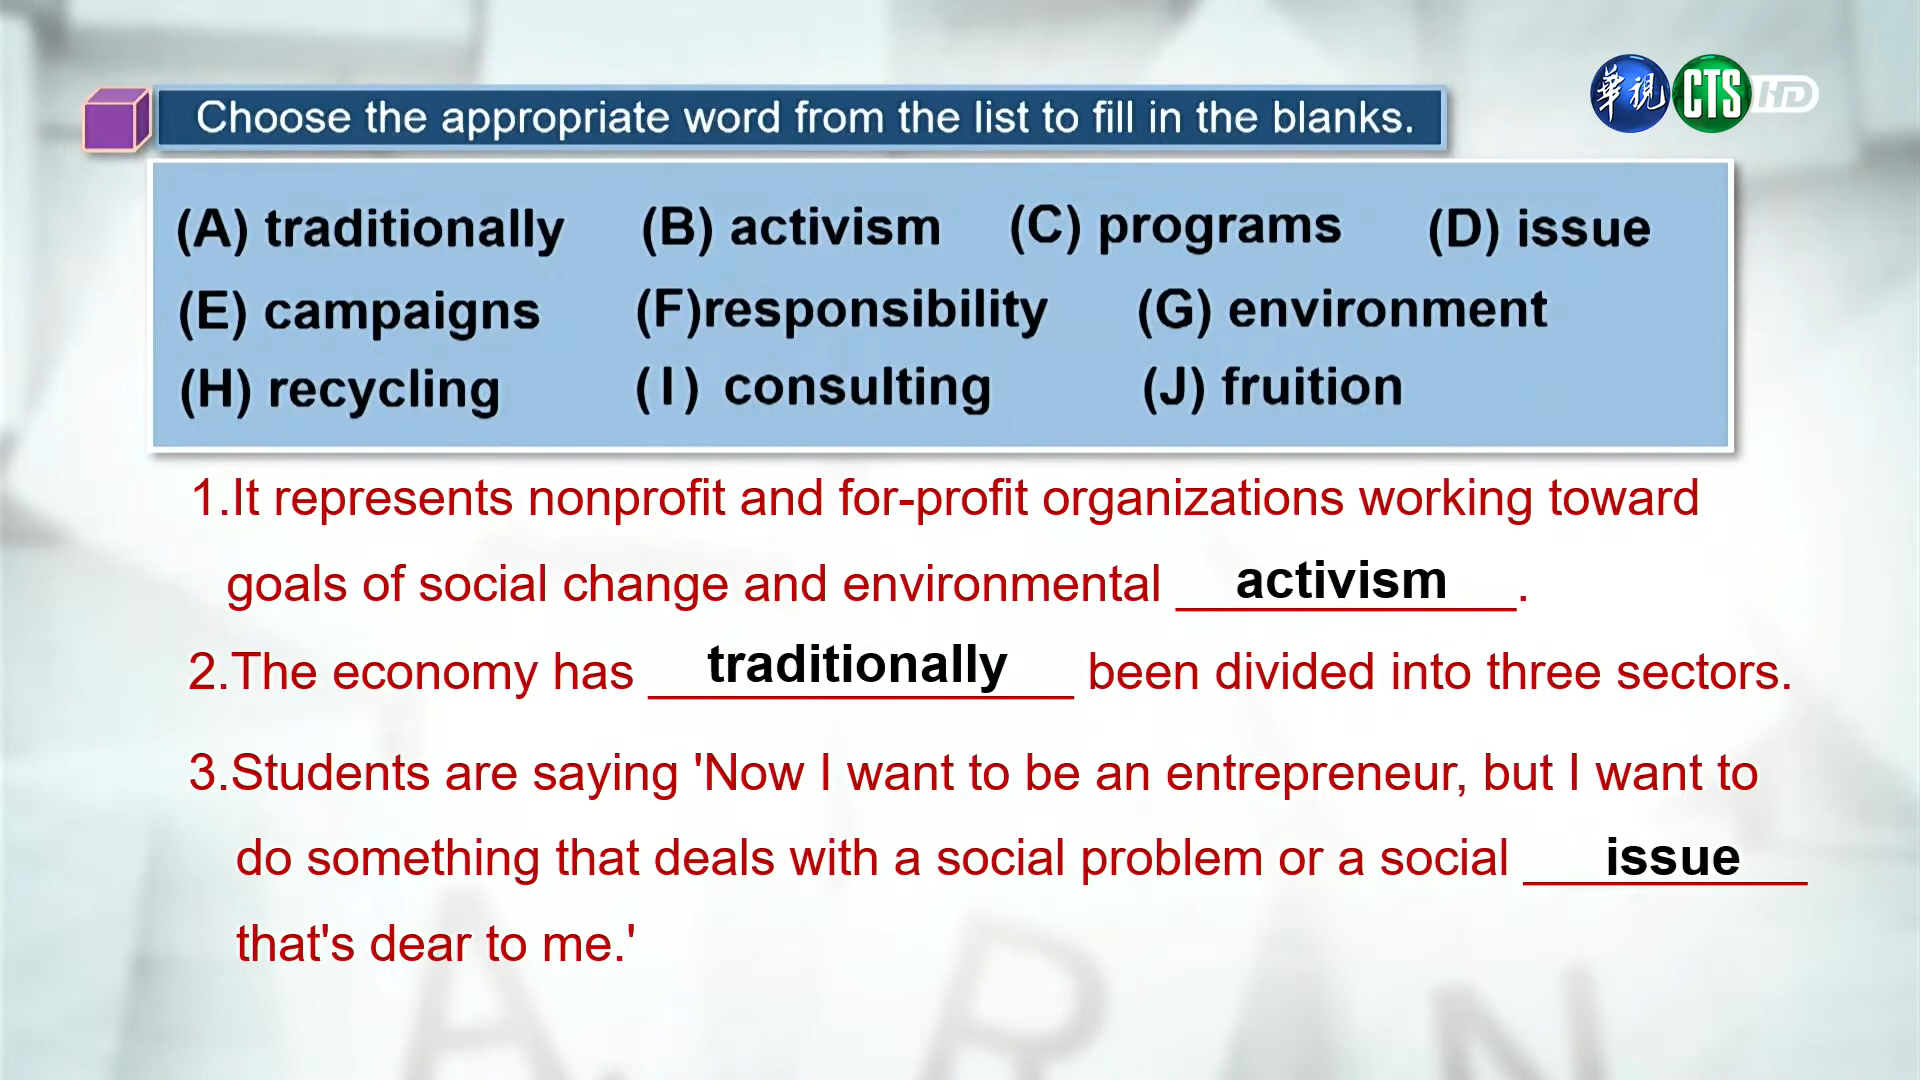 華視 CTS HD
Choose the appropriate word from the list to fill in the blanks.
(A) traditionally (B) activism (C) programs (D) issue
(E) campaigns (F)responsibility (G) environment
(H) recycling ( I ) consulting (J) fruition
1.It represents nonprofit and for-profit organizations working toward
goals of social change and environmental activism.
2.The economy has traditionally been divided into three sectors.
3.Students are saying 'Now I want to be an entrepreneur, but I want to
do something that deals with a social problem or a social issue
that's dear to me.'